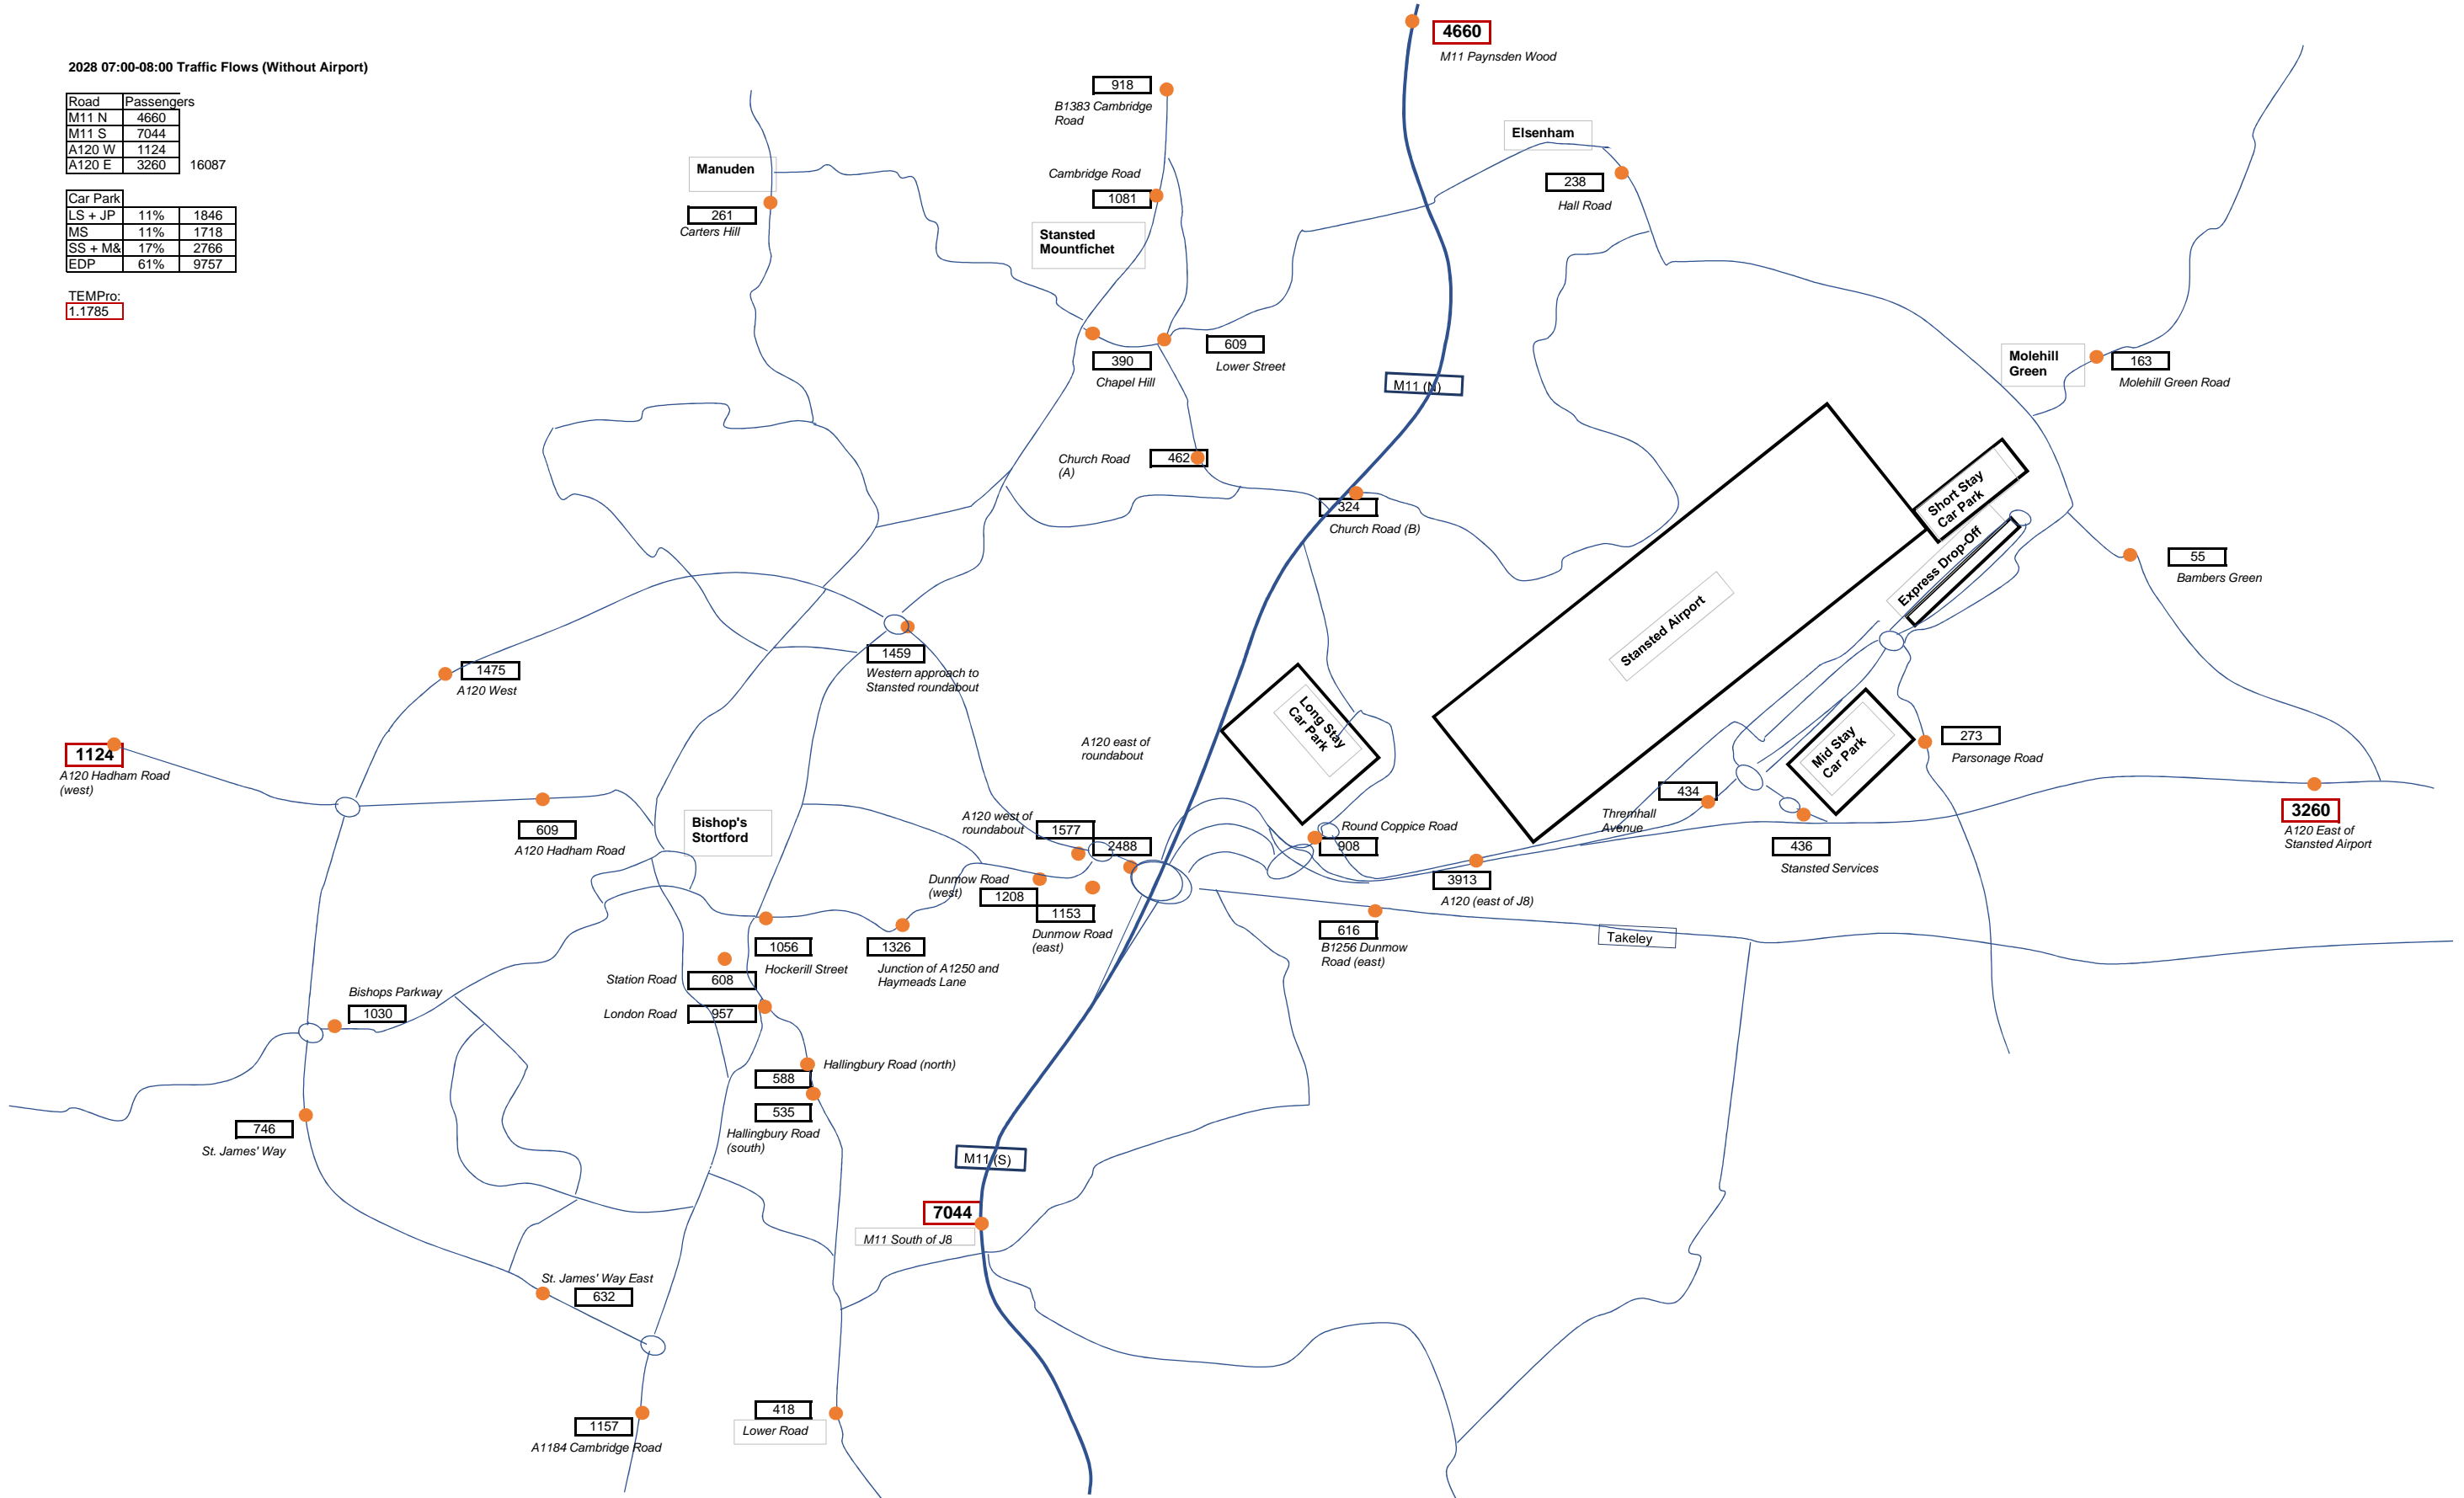 2028 07:00-08:00 Traffic Flows (Without Airport)
Road Passengers
M11 N 4660
M11 S 7044
A120 W 1124
A120 E 3260 16087
Car Park
LS + JP 11% 1846
MS 11% 1718
SS + M& 17% 2766
EDP 61% 9757
TEMPro:
1.1785
4660
M11 Paynsden Wood
918
B1383 Cambridge
Road
Elsenham
Manuden
Cambridge Road
1081
238
Hall Road
261
Carters Hill
Stansted
Mountfichet
609
Lower Street
390
Chapel Hill
M11 (N)
Molehill
Green
163
Molehill Green Road
Church Road
(A)
462
324
Church Road (B)
Short Stay
Car Park
Express Drop-Off
55
Bambers Green
Stansted Airport
1459
Western approach to
Stansted roundabout
1475
A120 West
Long Stay
Car Park
Mid Stay
Car Park
1124
A120 Hadham Road
(west)
A120 east of
roundabout
273
Parsonage Road
434
Thremhall
Avenue
3260
A120 East of
Stansted Airport
609
A120 Hadham Road
Bishop's
Stortford
A120 west of
roundabout
1577
2488
Round Coppice Road
908
436
Stansted Services
Dunmow Road
(west)
1208
1153
Dunmow Road
(east)
3913
A120 (east of J8)
616
B1256 Dunmow
Road (east)
Takeley
1056
Hockerill Street
1326
Junction of A1250 and
Haymeads Lane
Station Road
608
London Road
957
Bishops Parkway
1030
Hallingbury Road (north)
588
535
Hallingbury Road
(south)
746
St. James' Way
M11 (S)
7044
M11 South of J8
St. James' Way East
632
1157
A1184 Cambridge Road
418
Lower Road